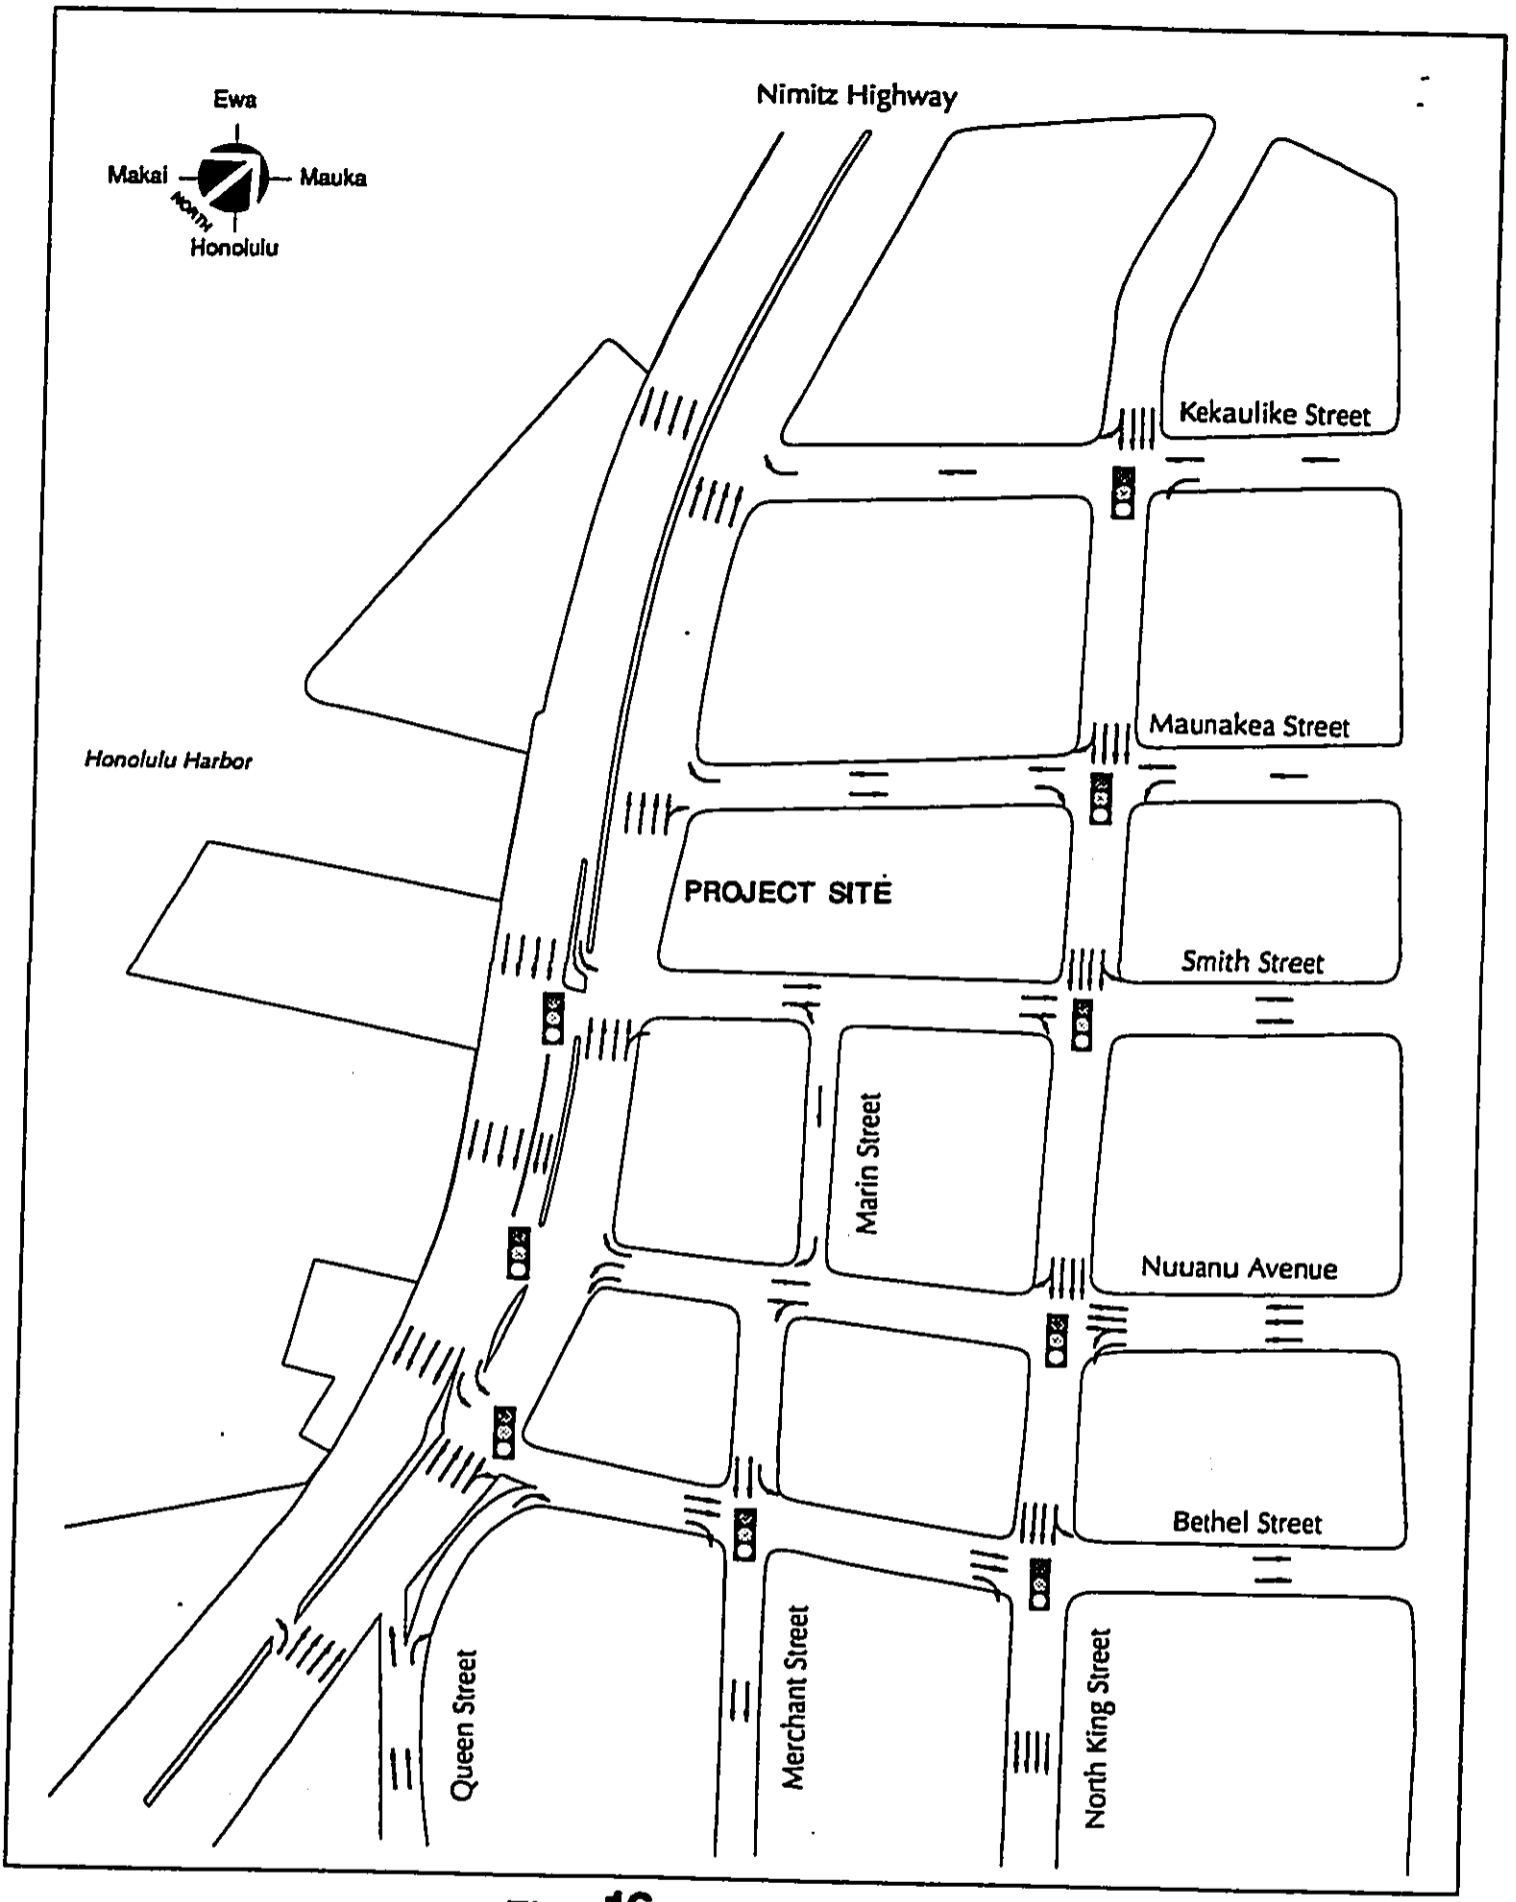 Ewa
Nimitz Highway
Makai
Mauka
NORTH
Honolulu
Kekaulike Street
Maunakea Street
Honolulu Harbor
PROJECT SITE
Smith Street
Marin Street
Nuuanu Avenue
Bethel Street
Queen Street
Merchant Street
North King Street